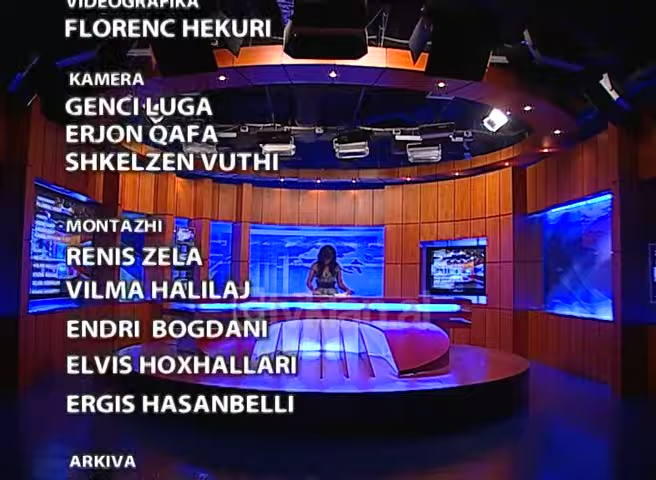 VIDEOGRAFIKA
FLORENC HEKURI
KAMERA
GENCI LUGA
ERJON QAFA
SHKELZEN VUTHI
MONTAZHI
RENIS ZELA
VILMA HALILAJ
ENDRI BOGDANI
ELVIS HOXHALLARI
ERGIS HASANBELLI
ARKIVA